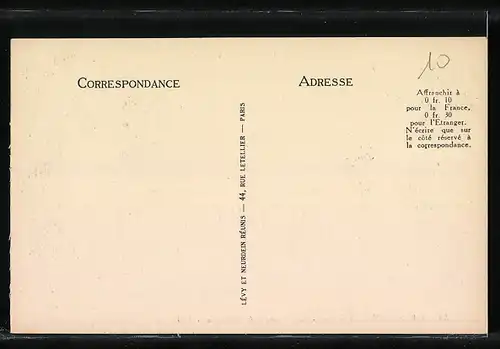 CORRESPONDANCE
ADRESSE
10
Affranchir à
0 fr. 10
pour la France,
0 fr. 30
pour l'Etranger.
N'écrire que sur
le côté réservé à
la correspondance.
LÉVY ET NEURDEIN RÉUNIS — 44, RUE LETELLIER — PARIS